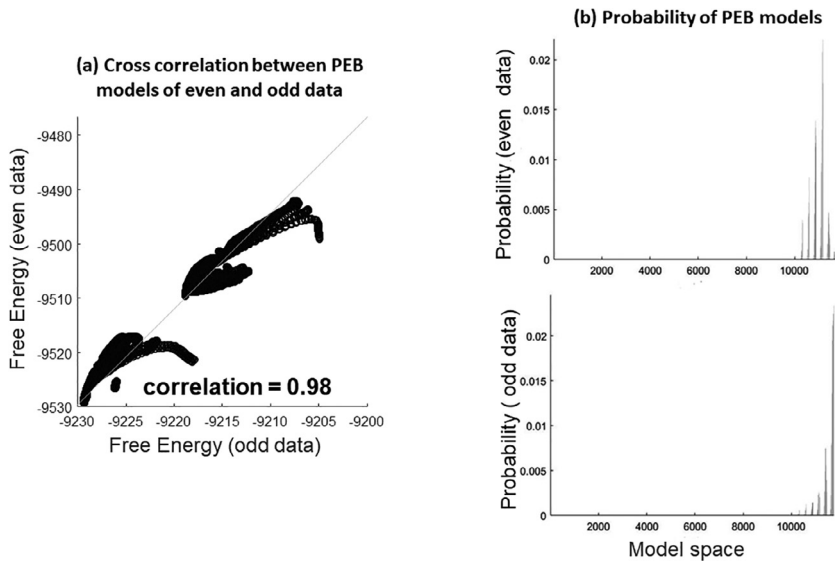 (a) Cross correlation between PEB
models of even and odd data
Free Energy (even data)
-9480
-9490
-9500
-9510
-9520
-9530
correlation = 0.98
-9230 -9225 -9220 -9215 -9210 -9205 -9200
Free Energy (odd data)
(b) Probability of PEB models
Probability (even data)
0.02
0.015
0.01
0.005
0
2000 4000 6000 8000 10000
Probability ( odd data)
0.02
0.015
0.01
0.005
0
2000 4000 6000 8000 10000
Model space